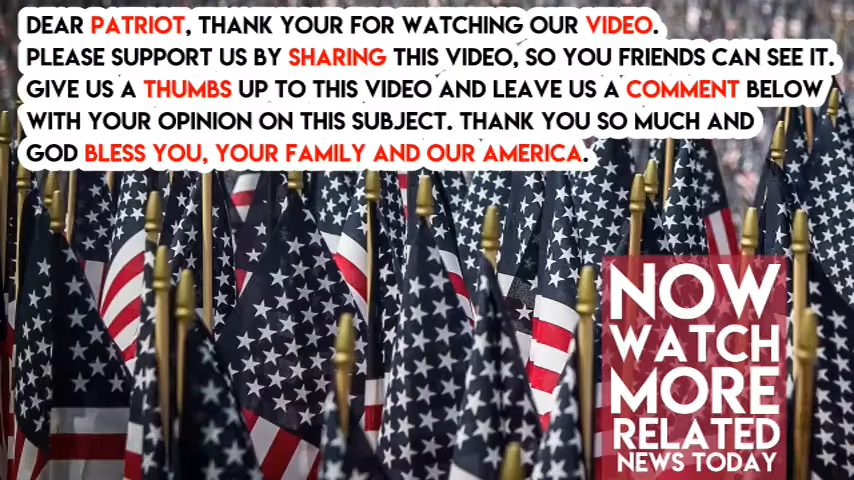 DEAR PATRIOT, THANK YOUR FOR WATCHING OUR VIDEO.
PLEASE SUPPORT US BY SHARING THIS VIDEO, SO YOU FRIENDS CAN SEE IT.
GIVE US A THUMBS UP TO THIS VIDEO AND LEAVE US A COMMENT BELOW
WITH YOUR OPINION ON THIS SUBJECT. THANK YOU SO MUCH AND
GOD BLESS YOU, YOUR FAMILY AND OUR AMERICA.
NOW
WATCH
MORE
RELATED
NEWS TODAY